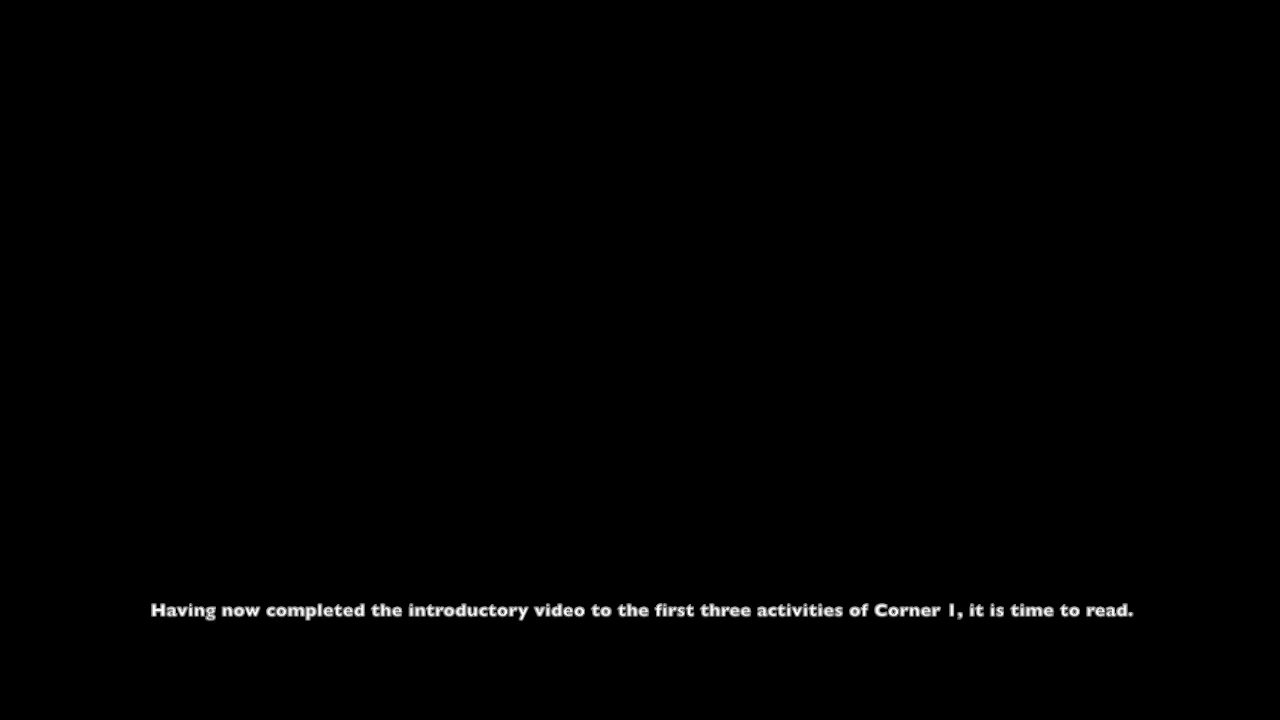 Having now completed the introductory video to the first three activities of Corner 1, it is time to read.